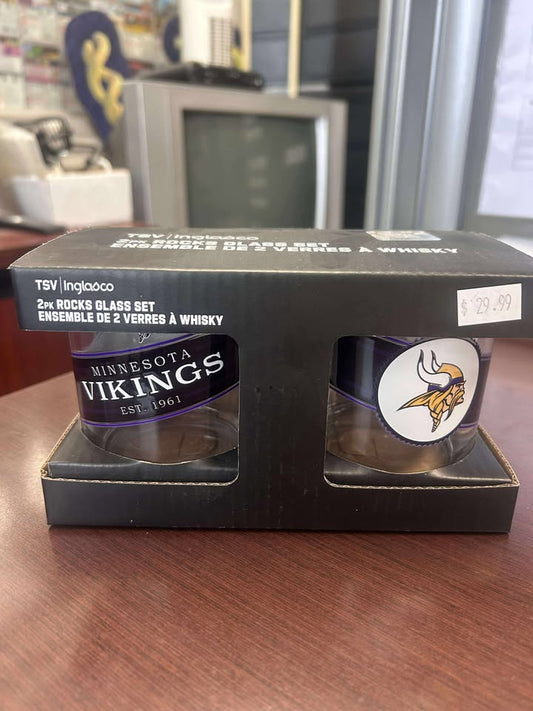 TSV | Inglasco
2PK ROCKS GLASS SET
ENSEMBLE DE 2 VERRES À WHISKY
TSV | Inglasco
2PK ROCKS GLASS SET
ENSEMBLE DE 2 VERRES À WHISKY
$ 29.99
MINNESOTA
VIKINGS
EST. 1961